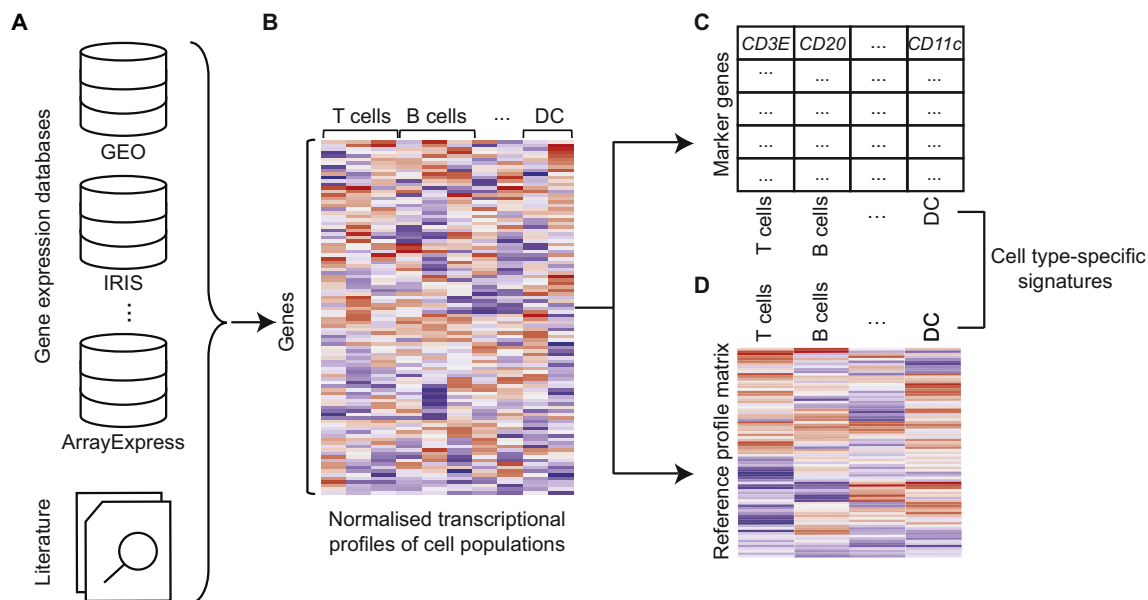 A
Gene expression databases
GEO
IRIS
...
ArrayExpress
Literature
B
T cells B cells ... DC
Genes
Normalised transcriptional
profiles of cell populations
C
Marker genes
CD3E CD20 ... CD11c
... ... ... ...
... ... ... ...
... ... ... ...
... ... ... ...
T cells B cells ... DC
Cell type-specific
signatures
D
T cells B cells ... DC
Reference profile matrix